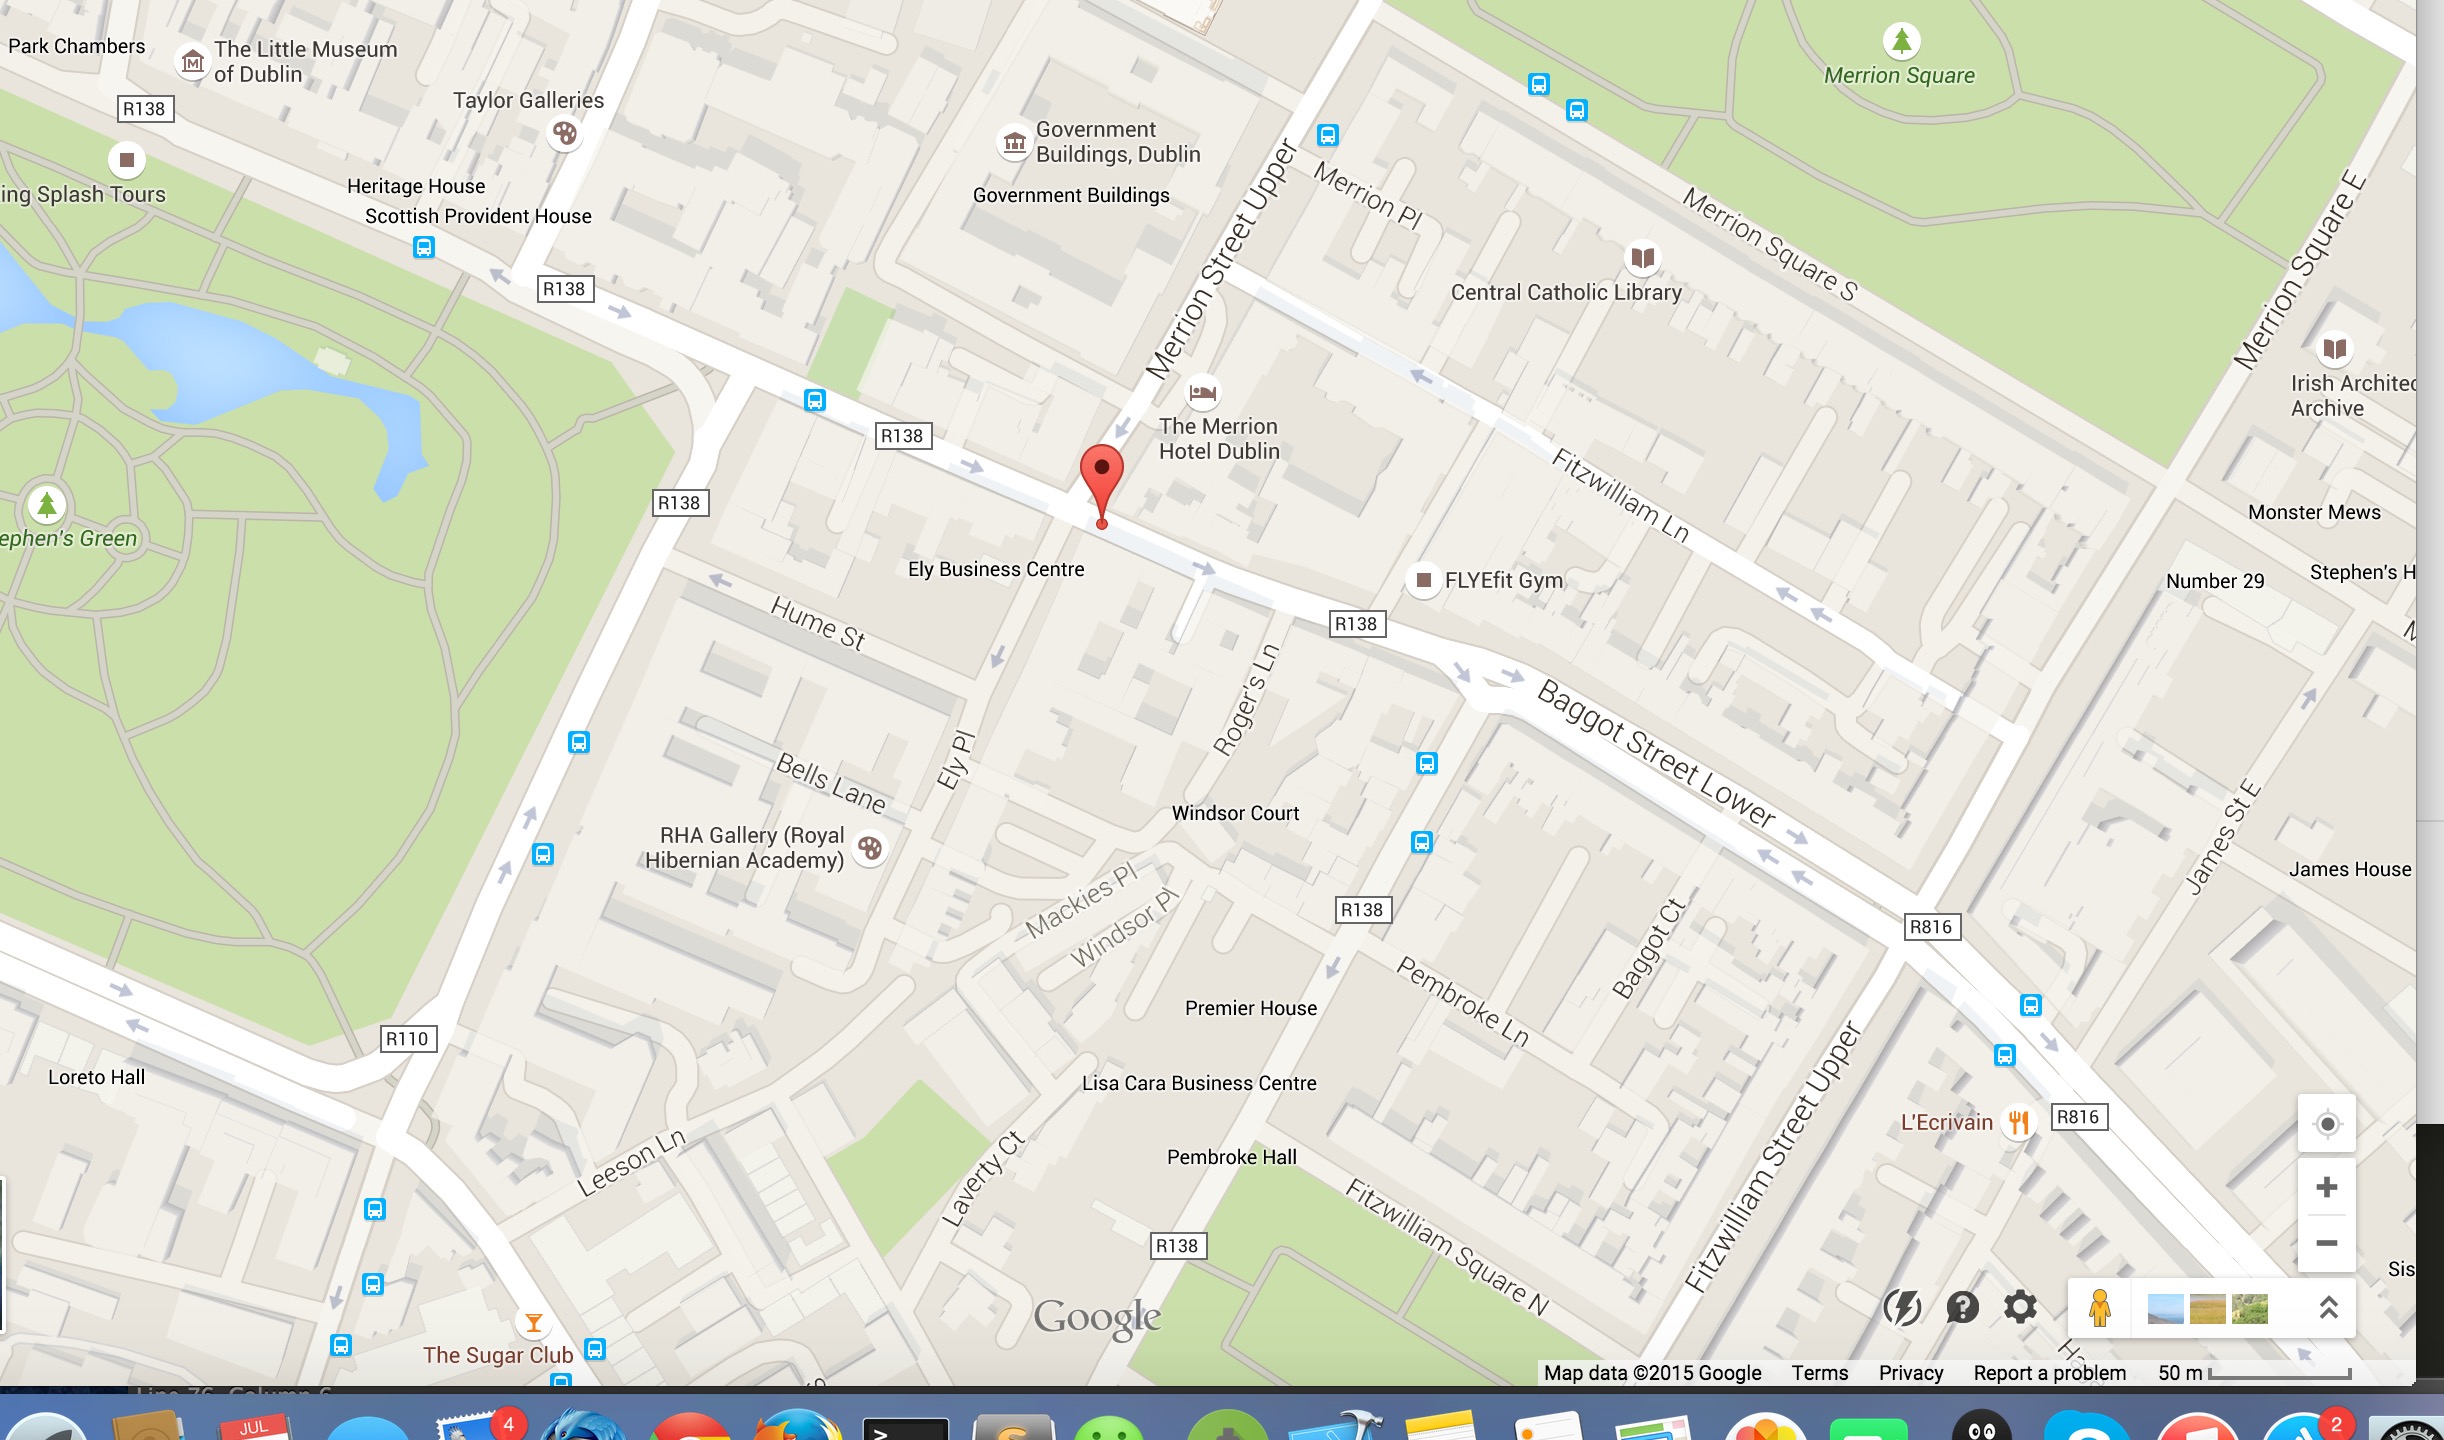 Park Chambers
The Little Museum
of Dublin
R138
Taylor Galleries
ing Splash Tours
Heritage House
Scottish Provident House
R138
Government
Buildings, Dublin
Government Buildings
Merrion Street Upper
Merrion Pl
Merrion Square
Merrion Square S
Merrion Square E
Central Catholic Library
Irish Architec
Archive
Merrion Street Upper
The Merrion
Hotel Dublin
R138
R138
ephen's Green
Fitzwilliam Ln
Monster Mews
Stephen's H
Number 29
Ely Business Centre
FLYEfit Gym
R138
Hume St
Roger's Ln
Baggot Street Lower
Ely Pl
Bells Lane
Windsor Court
RHA Gallery (Royal
Hibernian Academy)
Mackies Pl
Windsor Pl
James St E
James House
R138
Baggot Ct
R816
Pembroke Ln
Premier House
R110
Loreto Hall
Lisa Cara Business Centre
Fitzwilliam Street Upper
L'Ecrivain
R816
Pembroke Hall
Leeson Ln
Laverty Ct
Fitzwilliam Square N
R138
Sis
Google
The Sugar Club
Map data ©2015 Google Terms Privacy Report a problem 50 m
JUL
4
2